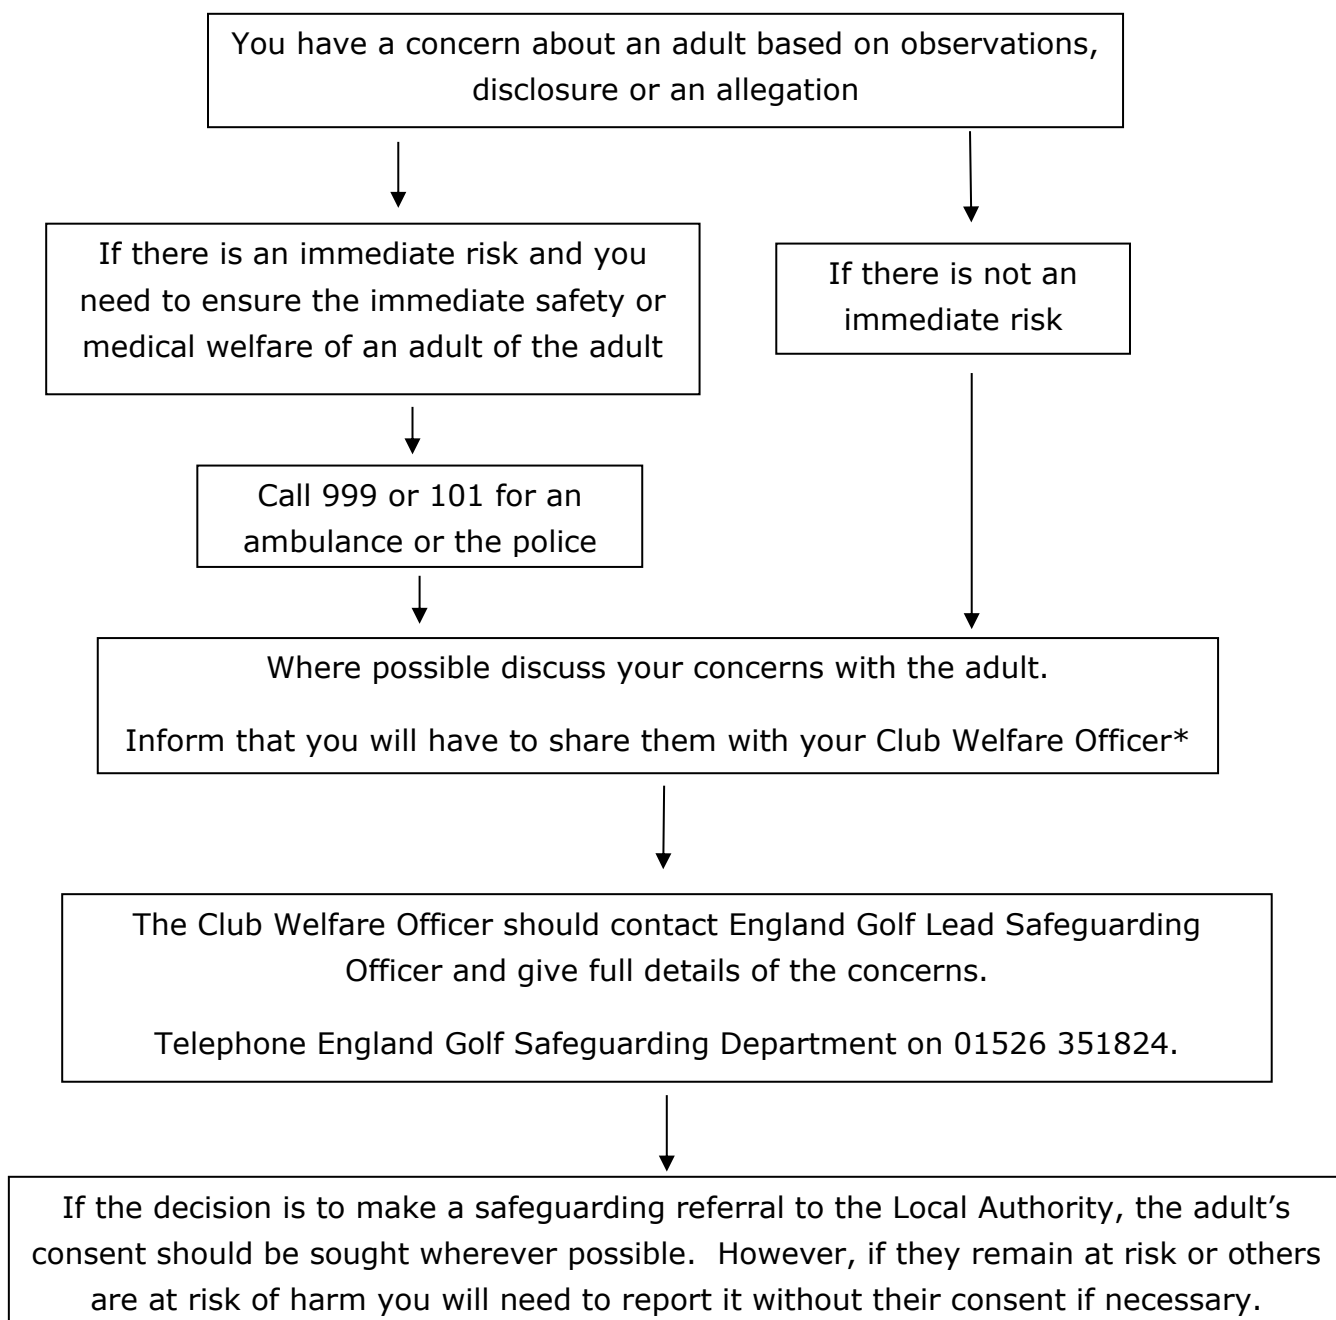 You have a concern about an adult based on observations,
disclosure or an allegation
If there is an immediate risk and you
need to ensure the immediate safety or
medical welfare of an adult of the adult
If there is not an
immediate risk
Call 999 or 101 for an
ambulance or the police
Where possible discuss your concerns with the adult.
Inform that you will have to share them with your Club Welfare Officer*
The Club Welfare Officer should contact England Golf Lead Safeguarding
Officer and give full details of the concerns.
Telephone England Golf Safeguarding Department on 01526 351824.
If the decision is to make a safeguarding referral to the Local Authority, the adult’s
consent should be sought wherever possible.  However, if they remain at risk or others
are at risk of harm you will need to report it without their consent if necessary.